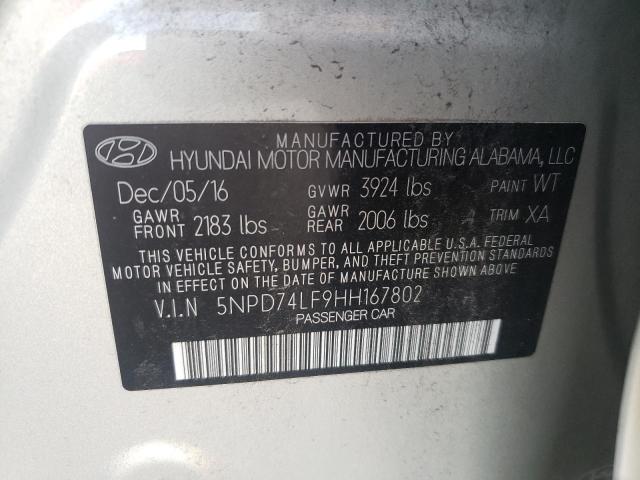 MANUFACTURED BY
HYUNDAI MOTOR MANUFACTURING ALABAMA, LLC
Dec/05/16 GVWR 3924 lbs PAINT WT
GAWR FRONT 2183 lbs GAWR REAR 2006 lbs TRIM XA
THIS VEHICLE CONFORMS TO ALL APPLICABLE U.S.A. FEDERAL
MOTOR VEHICLE SAFETY, BUMPER, AND THEFT PREVENTION STANDARDS
IN EFFECT ON THE DATE OF MANUFACTURE SHOWN ABOVE
V.I.N 5NPD74LF9HH167802
PASSENGER CAR